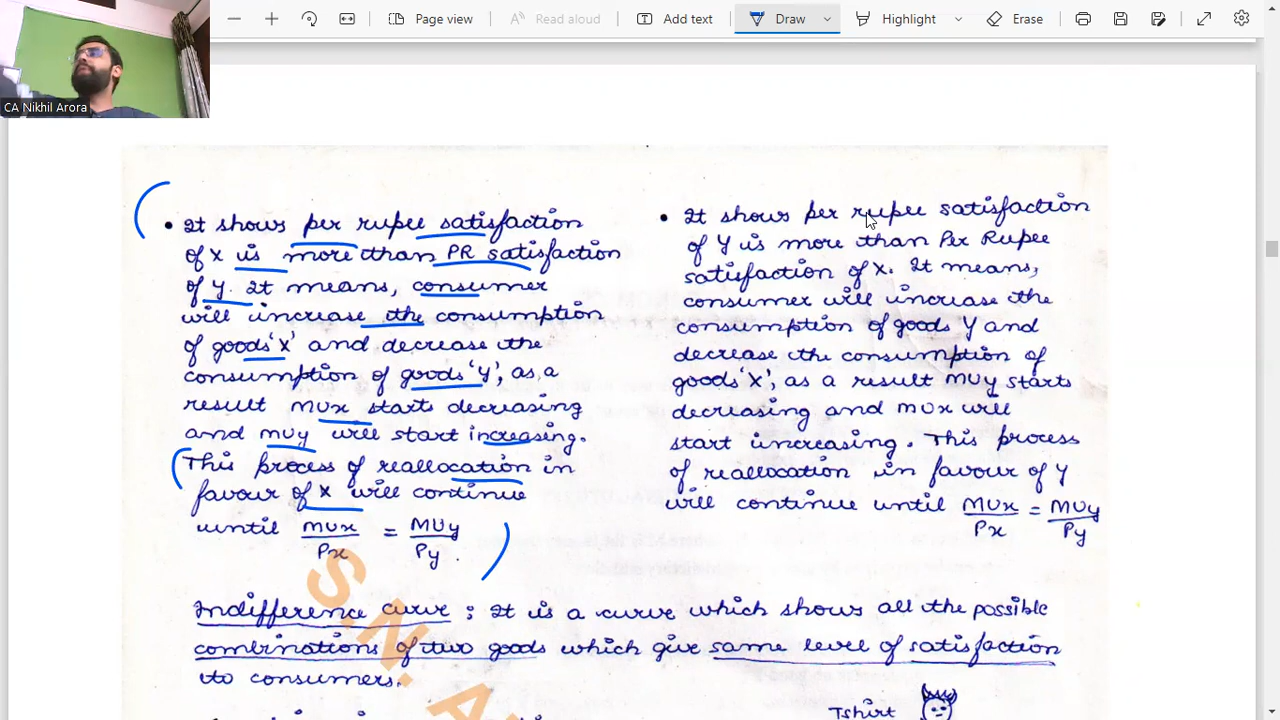 Page view
Read aloud
Add text
Draw
Highlight
Erase
CA Nikhil Arora
• It shows per rupee satisfaction
of X is more than PR satisfaction
of Y. It means, consumer
will increase the consumption
of goods 'X' and decrease the
consumption of goods 'Y', as a
result MUx starts decreasing
and MUy will start increasing.
This process of reallocation in
favour of X will continue
until MUx/Px = MUy/Py.
• It shows per rupee satisfaction
of Y is more than Per Rupee
satisfaction of X. It means,
consumer will increase the
consumption of goods Y and
decrease the consumption of
goods 'X', as a result MUy starts
decreasing and MUx will
start increasing. This process
of reallocation in favour of Y
will continue until MUx/Px = MUy/Py
Indifference curve : It is a curve which shows all the possible
combinations of two goods which give same level of satisfaction
to consumers.
Tshirt
S.N. A